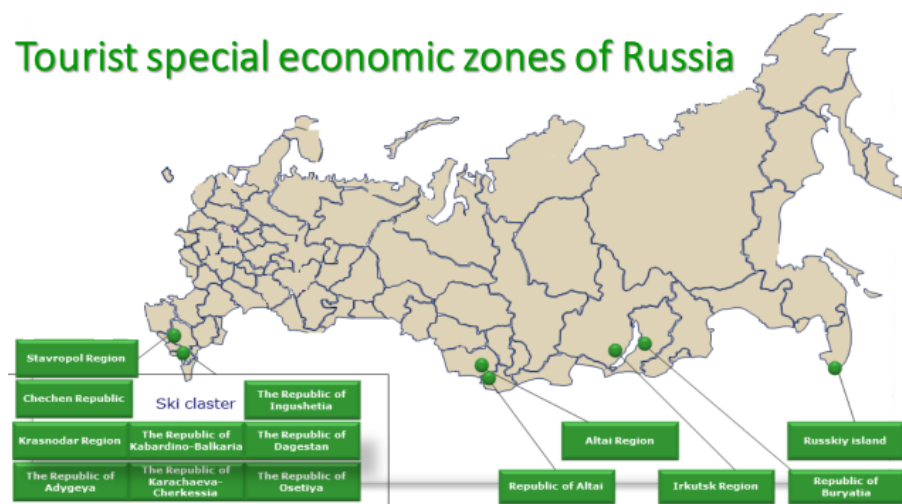 Tourist special economic zones of Russia
Stavropol Region
Chechen Republic
Ski claster
The Republic of
Ingushetia
Krasnodar Region
The Republic of
Kabardino-Balkaria
The Republic of
Dagestan
The Republic of
Adygeya
The Republic of
Karachaeva-
Cherkessia
The Republic of
Osetiya
Altai Region
Russkiy island
Republic of Altai
Irkutsk Region
Republic of
Buryatia